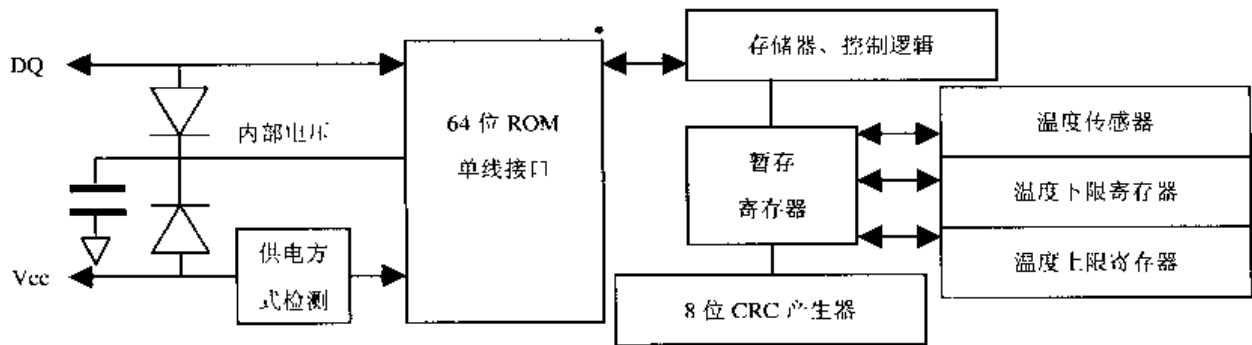 DQ
内部电压
Vcc
供电方
式检测
64 位 ROM
单线接口
存储器、控制逻辑
暂存
寄存器
8 位 CRC 产生器
温度传感器
温度下限寄存器
温度上限寄存器